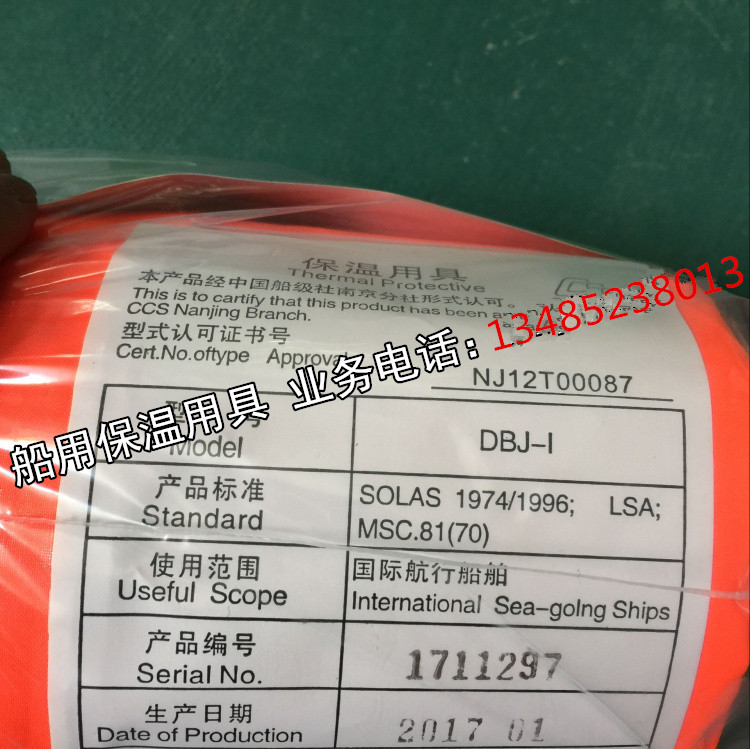 保温用具
Thermal Protective
本产品经中国船级社南京分社形式认可。
This is to certify that this product has been
CCS Nanjing Branch.
型式认可证书号
Cert.No.oftype Approval
NJ12T00087
船用保温用具 业务电话：13485238013
型 号
Model
DBJ-I
产品标准
Standard
SOLAS 1974/1996; LSA;
MSC.81(70)
使用范围
Useful Scope
国际航行船舶
International Sea-golng Ships
产品编号
Serial No.
1711297
生产日期
Date of Production
2017 01